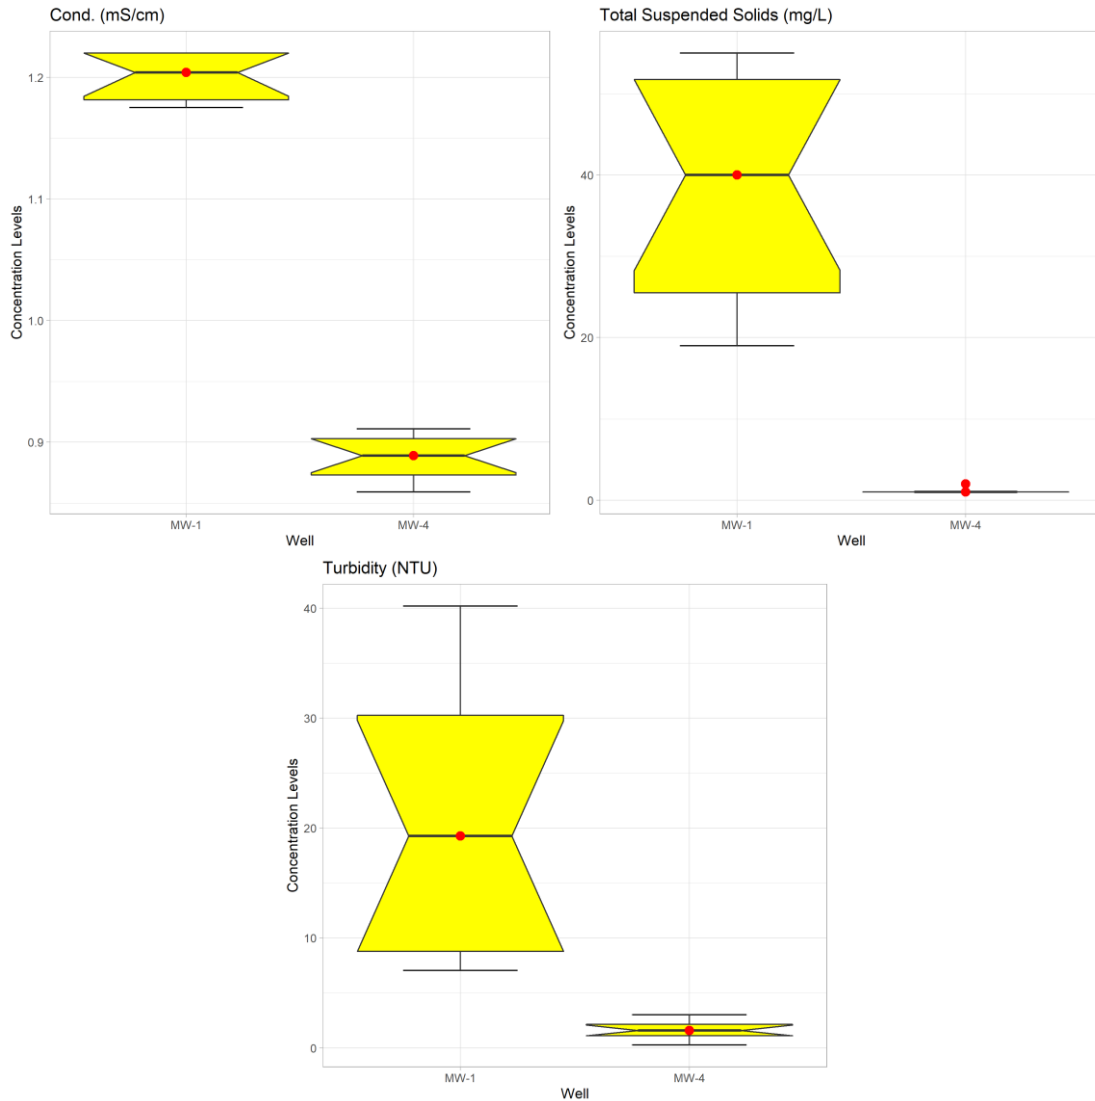 Cond. (mS/cm)
Concentration Levels
1.2
1.1
1.0
0.9
MW-1
MW-4
Well
Total Suspended Solids (mg/L)
Concentration Levels
40
20
0
MW-1
MW-4
Well
Turbidity (NTU)
Concentration Levels
40
30
20
10
0
MW-1
MW-4
Well